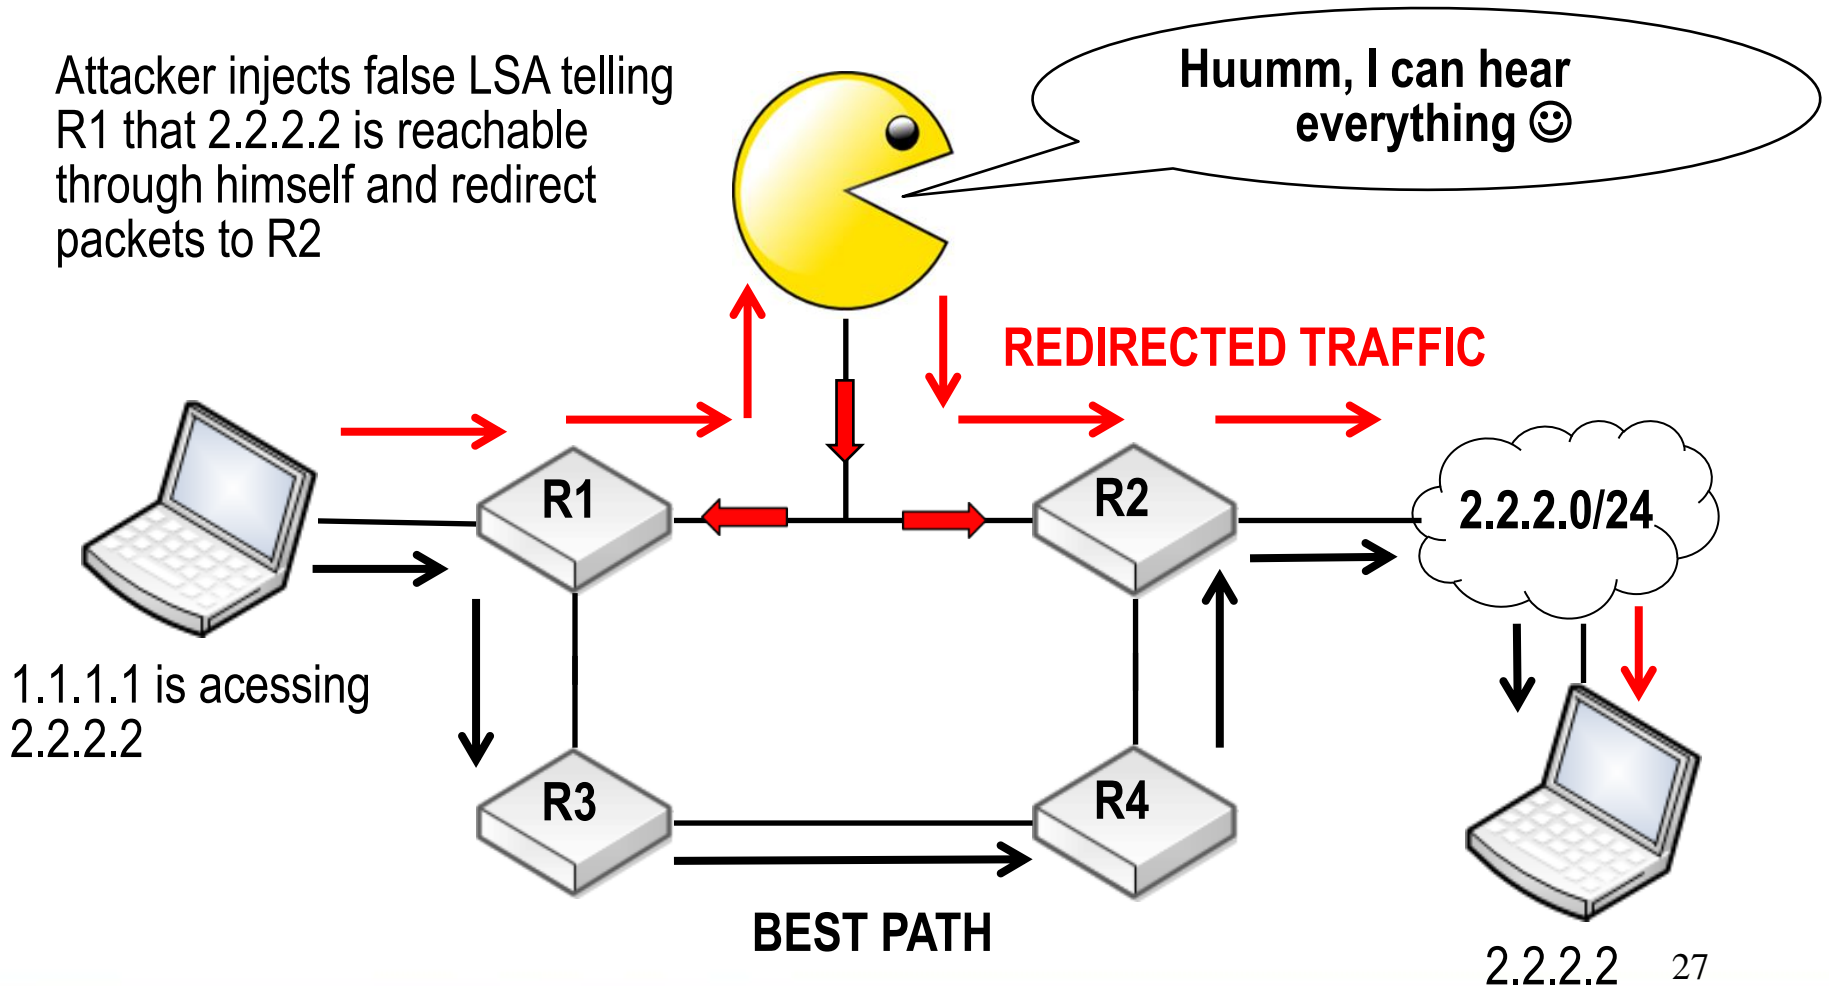 Attacker injects false LSA telling
R1 that 2.2.2.2 is reachable
through himself and redirect
packets to R2
Huumm, I can hear
everything ☺
REDIRECTED TRAFFIC
R1
R2
2.2.2.0/24
1.1.1.1 is acessing
2.2.2.2
R3
R4
BEST PATH
2.2.2.2
27